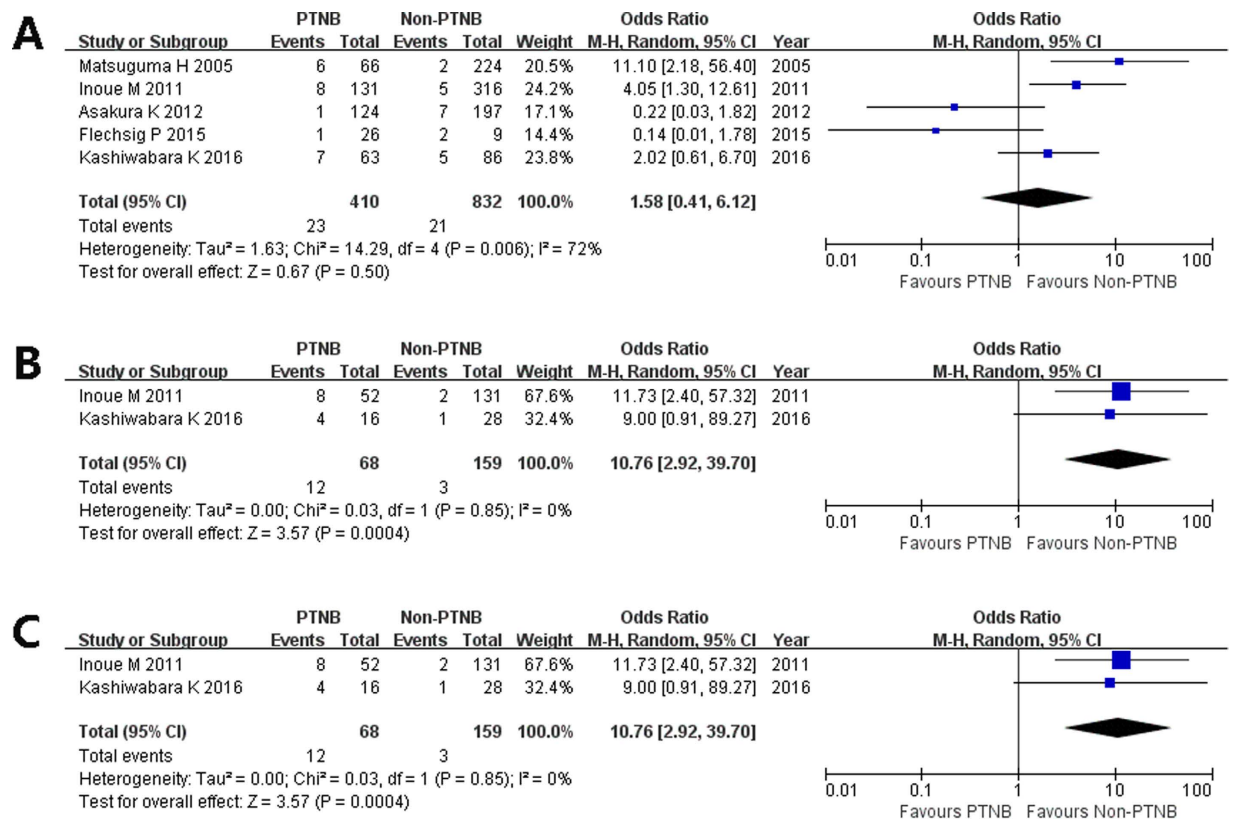 A
PTNB Non-PTNB Odds Ratio Odds Ratio
Study or Subgroup Events Total Events Total Weight M-H, Random, 95% CI Year M-H, Random, 95% CI
Matsuguma H 2005 6 66 2 224 20.5% 11.10 [2.18, 56.40] 2005
Inoue M 2011 8 131 5 316 24.2% 4.05 [1.30, 12.61] 2011
Asakura K 2012 1 124 7 197 17.1% 0.22 [0.03, 1.82] 2012
Flechsig P 2015 1 26 2 9 14.4% 0.14 [0.01, 1.78] 2015
Kashiwabara K 2016 7 63 5 86 23.8% 2.02 [0.61, 6.70] 2016
Total (95% CI) 410 832 100.0% 1.58 [0.41, 6.12]
Total events 23 21
Heterogeneity: Tau² = 1.63; Chi² = 14.29, df = 4 (P = 0.006); I² = 72%
Test for overall effect: Z = 0.67 (P = 0.50)
0.01 0.1 1 10 100
Favours PTNB Favours Non-PTNB
B
PTNB Non-PTNB Odds Ratio Odds Ratio
Study or Subgroup Events Total Events Total Weight M-H, Random, 95% CI Year M-H, Random, 95% CI
Inoue M 2011 8 52 2 131 67.6% 11.73 [2.40, 57.32] 2011
Kashiwabara K 2016 4 16 1 28 32.4% 9.00 [0.91, 89.27] 2016
Total (95% CI) 68 159 100.0% 10.76 [2.92, 39.70]
Total events 12 3
Heterogeneity: Tau² = 0.00; Chi² = 0.03, df = 1 (P = 0.85); I² = 0%
Test for overall effect: Z = 3.57 (P = 0.0004)
0.01 0.1 1 10 100
Favours PTNB Favours Non-PTNB
C
PTNB Non-PTNB Odds Ratio Odds Ratio
Study or Subgroup Events Total Events Total Weight M-H, Random, 95% CI Year M-H, Random, 95% CI
Inoue M 2011 8 52 2 131 67.6% 11.73 [2.40, 57.32] 2011
Kashiwabara K 2016 4 16 1 28 32.4% 9.00 [0.91, 89.27] 2016
Total (95% CI) 68 159 100.0% 10.76 [2.92, 39.70]
Total events 12 3
Heterogeneity: Tau² = 0.00; Chi² = 0.03, df = 1 (P = 0.85); I² = 0%
Test for overall effect: Z = 3.57 (P = 0.0004)
0.01 0.1 1 10 100
Favours PTNB Favours Non-PTNB